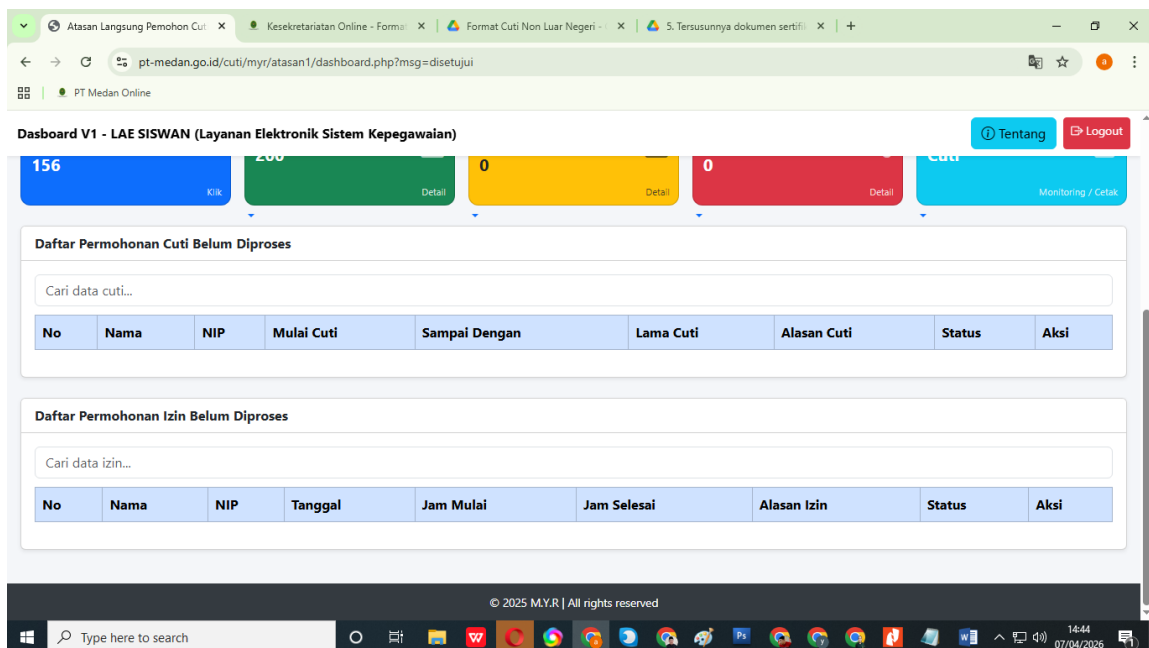 Atasan Langsung Pemohon Cut
Kesekretariatan Online - Format
Format Cuti Non Luar Negeri -
5. Tersusunnya dokumen sertifi
pt-medan.go.id/cuti/myr/atasan1/dashboard.php?msg=disetujui
a
PT Medan Online
Dasboard V1 - LAE SISWAN (Layanan Elektronik Sistem Kepegawaian)
Tentang
Logout
156
Klik
200
Detail
0
Detail
0
Detail
Cuti
Monitoring / Cetak
Daftar Permohonan Cuti Belum Diproses
Cari data cuti...
No Nama NIP Mulai Cuti Sampai Dengan Lama Cuti Alasan Cuti Status Aksi
Daftar Permohonan Izin Belum Diproses
Cari data izin...
No Nama NIP Tanggal Jam Mulai Jam Selesai Alasan Izin Status Aksi
© 2025 M.Y.R | All rights reserved
Type here to search
14:44
07/04/2026